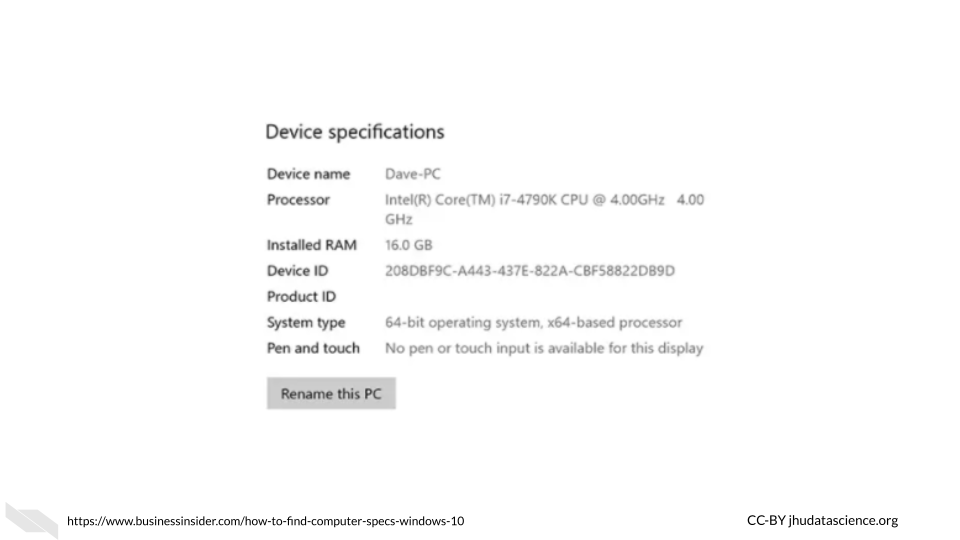 Device specifications
Device name Dave-PC
Processor Intel(R) Core(TM) i7-4790K CPU @ 4.00GHz 4.00
GHz
Installed RAM 16.0 GB
Device ID 208DBF9C-A443-437E-822A-CBF58822DB9D
Product ID
System type 64-bit operating system, x64-based processor
Pen and touch No pen or touch input is available for this display
Rename this PC
https://www.businessinsider.com/how-to-find-computer-specs-windows-10
CC-BY jhudatascience.org